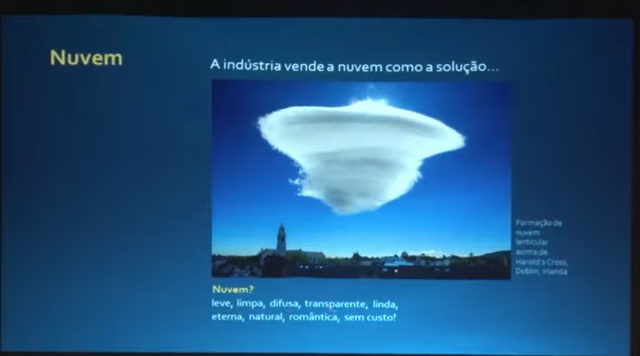 Nuvem
A indústria vende a nuvem como a solução...
Formação de
nuvem
lenticular
acima de
Harold's Cross,
Dublin, Irlanda
Nuvem?
leve, limpa, difusa, transparente, linda,
eterna, natural, romântica, sem custo!